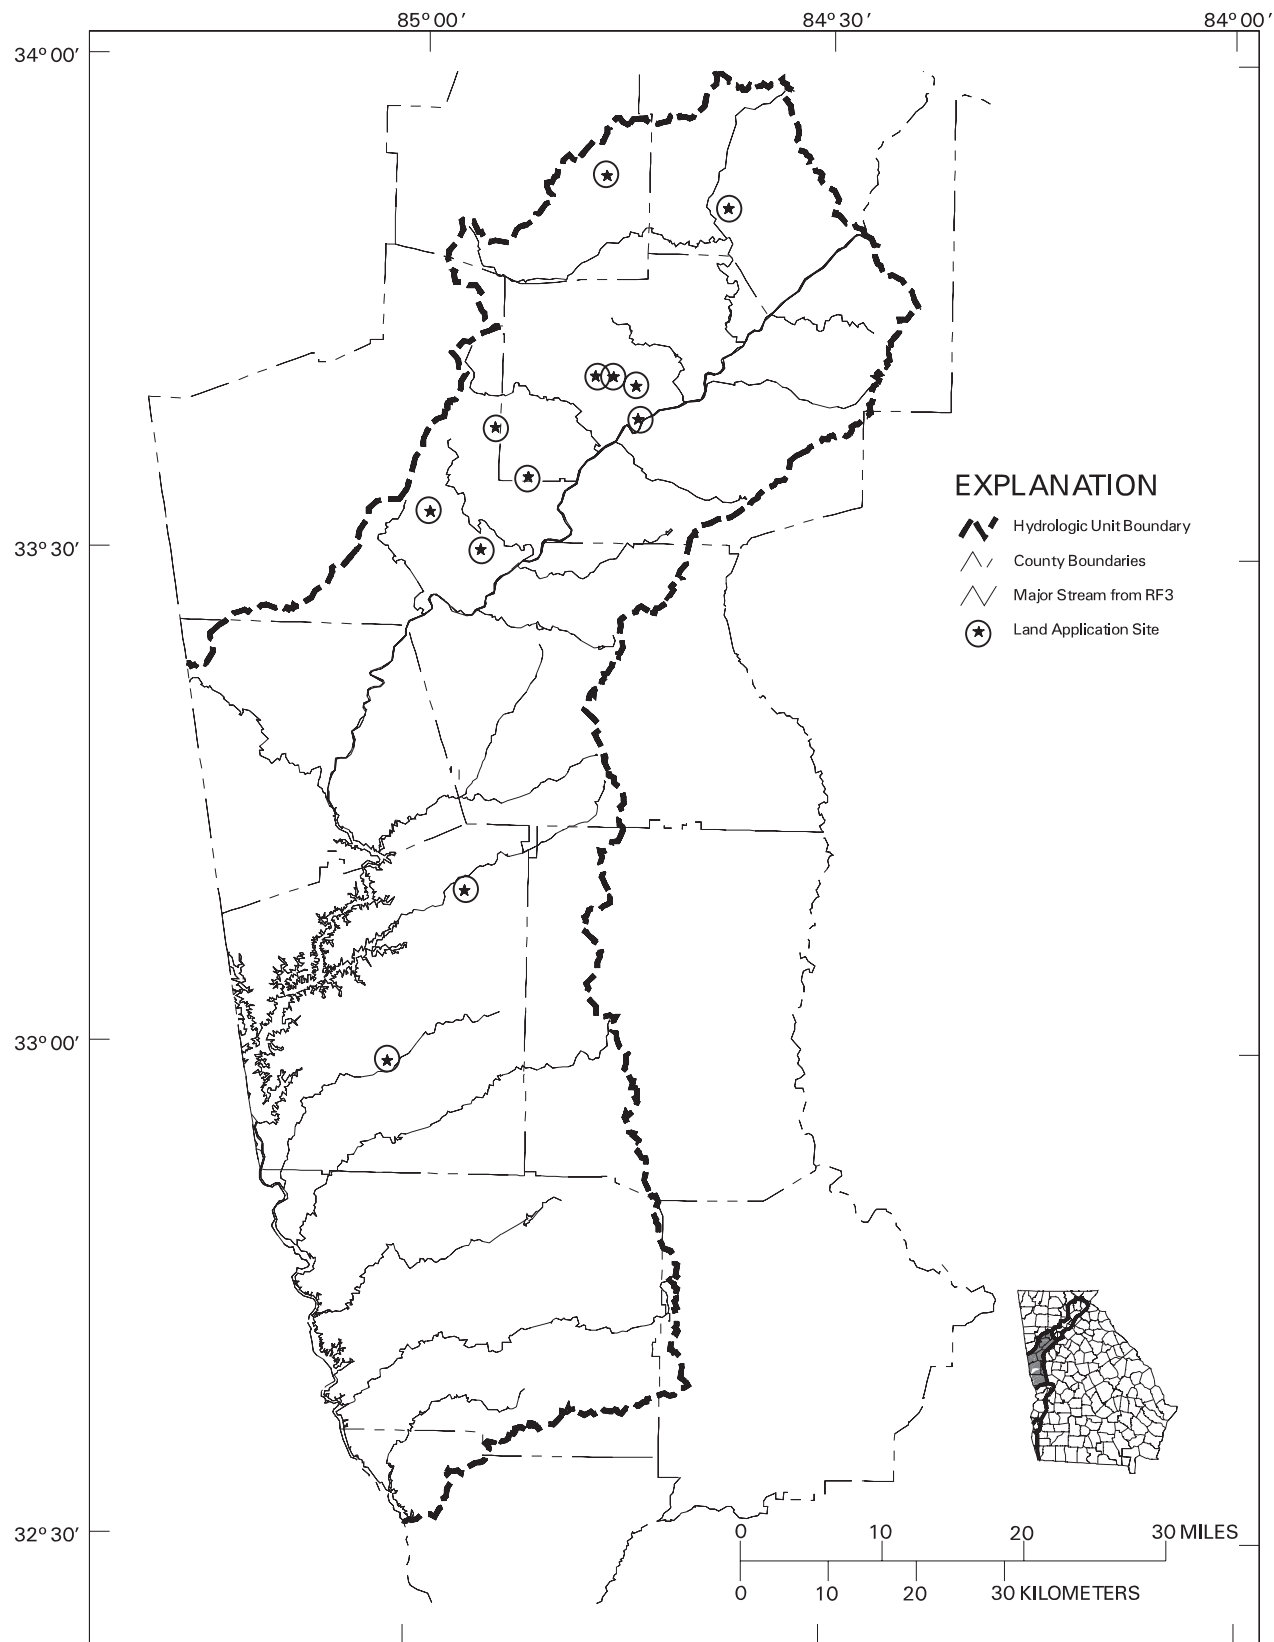 85°00’
84°30’
84°00’
34°00’
EXPLANATION
Hydrologic Unit Boundary
33°30’
County Boundaries
Major Stream from RF3
Land Application Site
33°00’
32°30’
0 10 20 30 MILES
0 10 20 30 KILOMETERS